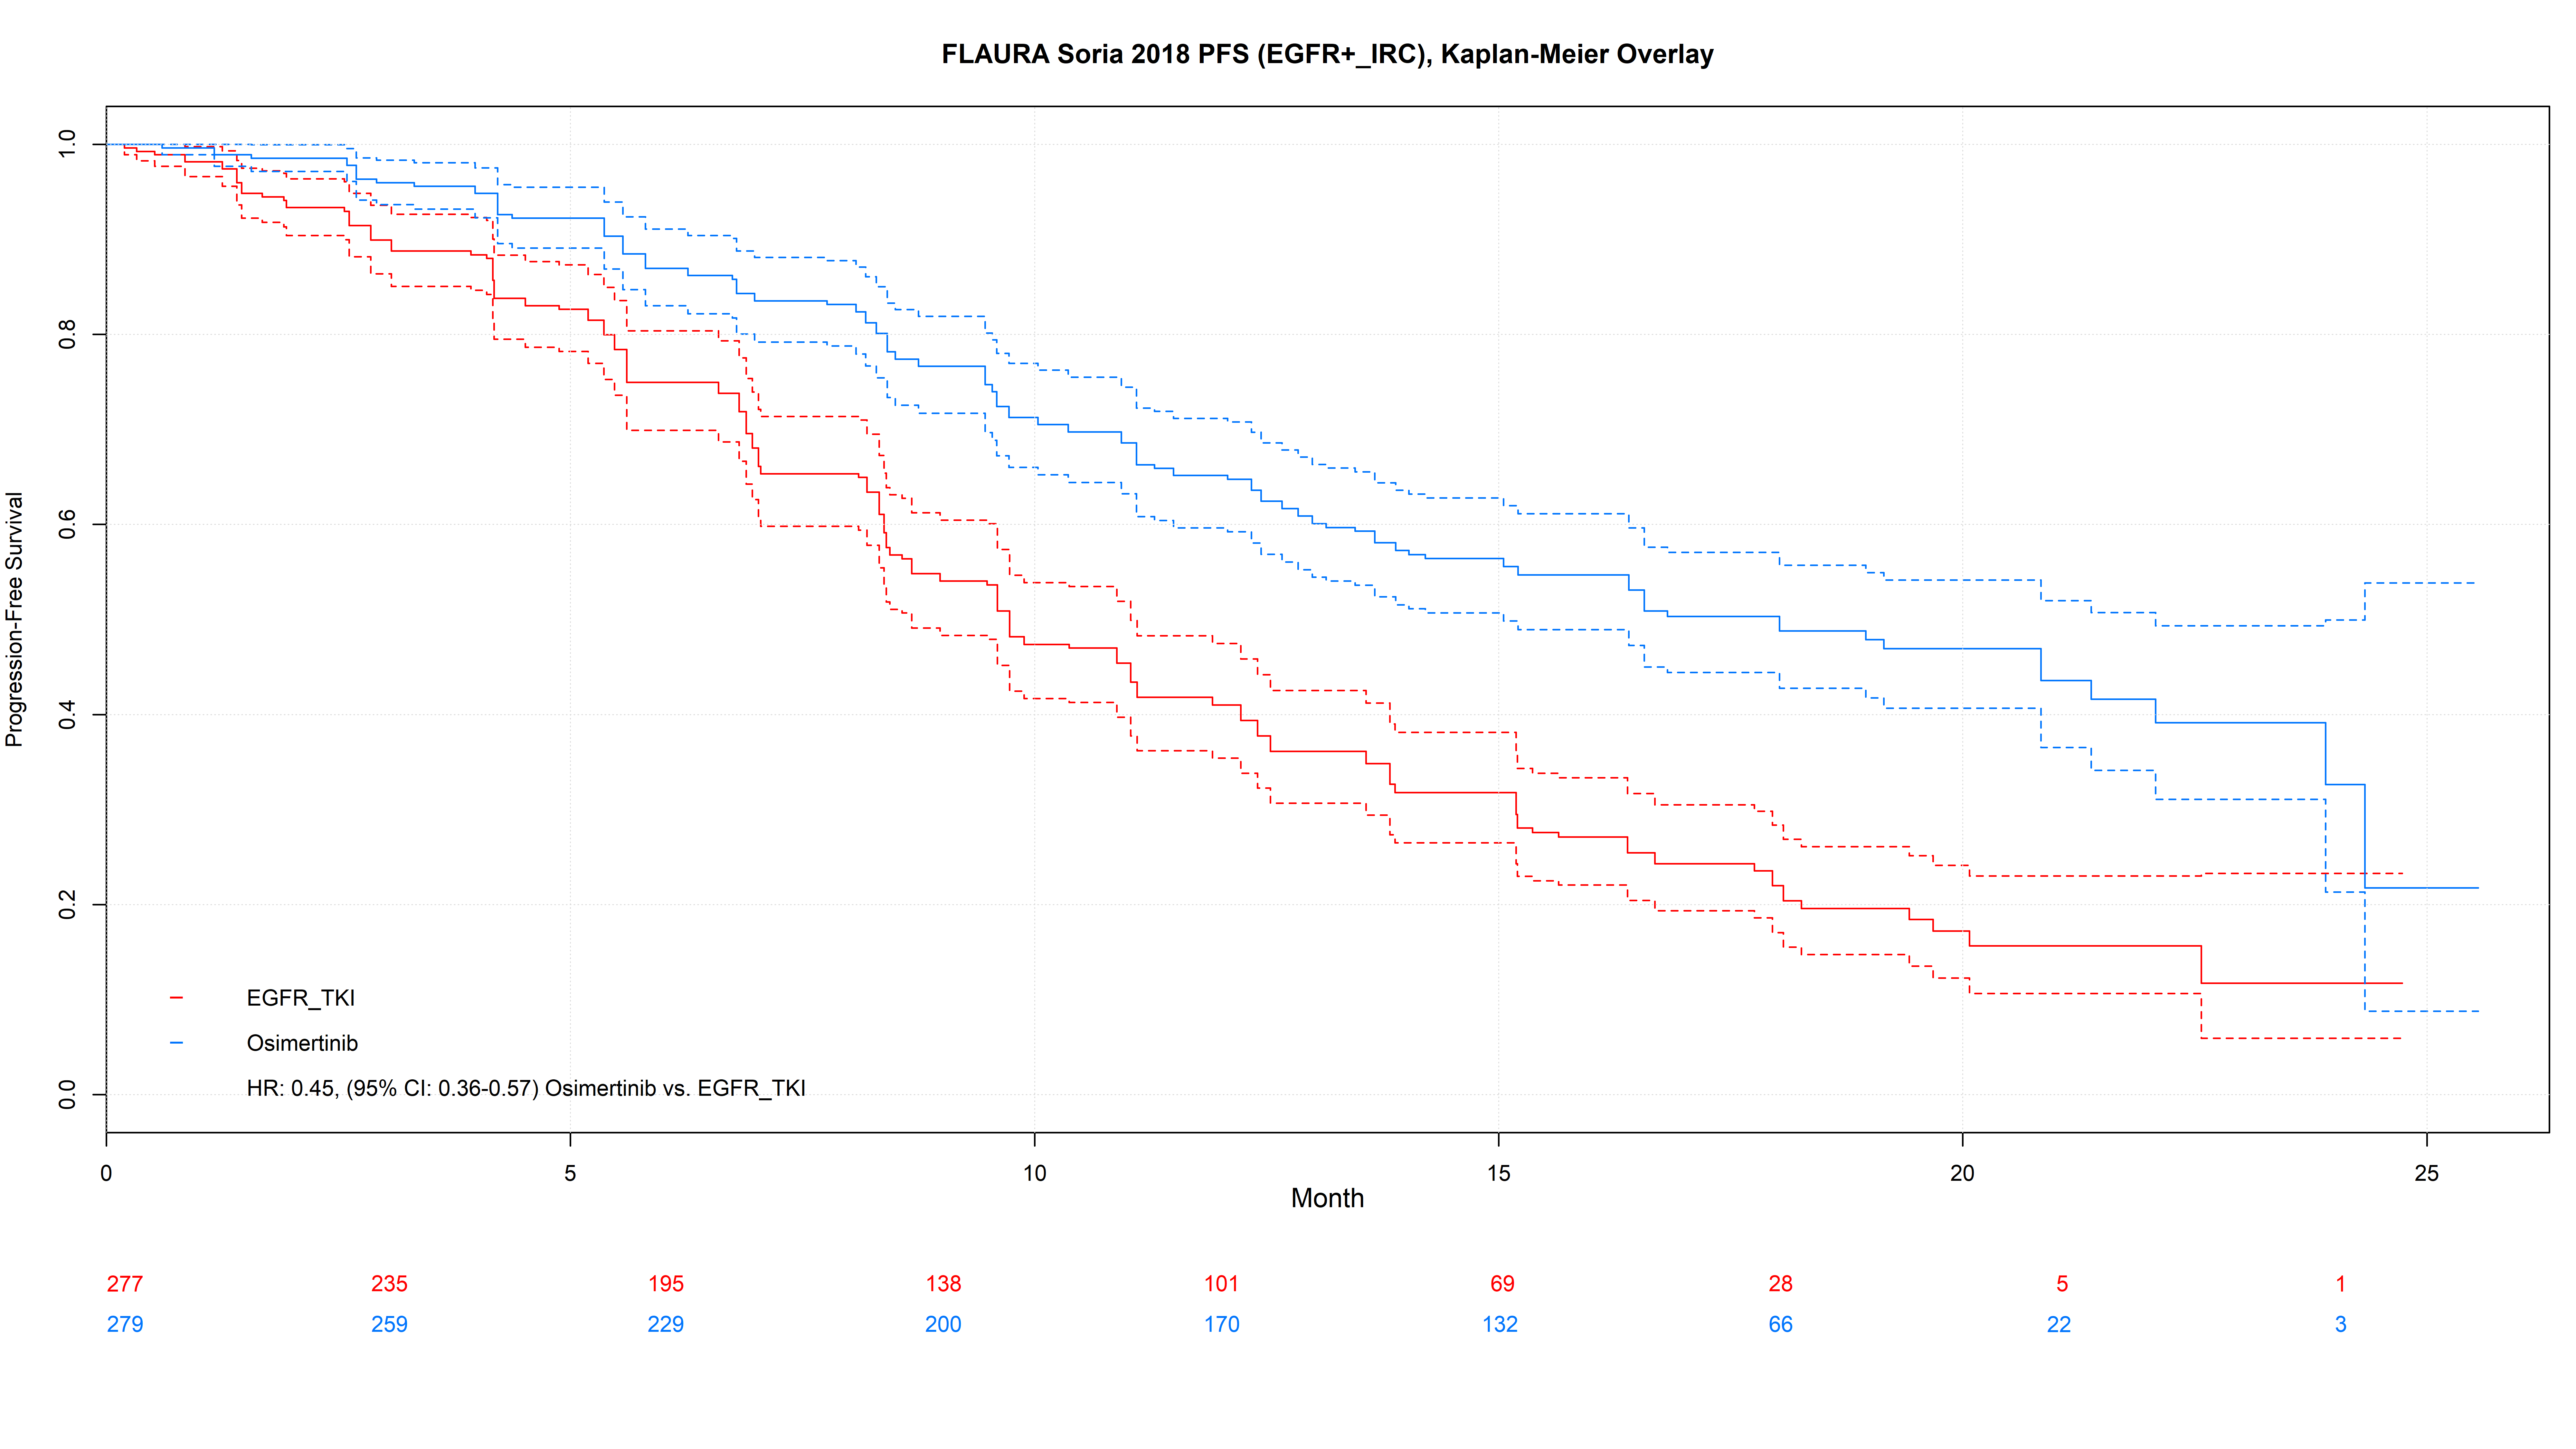 FLAURA Soria 2018 PFS (EGFR+_IRC), Kaplan-Meier Overlay
Progression-Free Survival
1.0
0.8
0.6
0.4
0.2
0.0
EGFR_TKI
Osimertinib
HR: 0.45, (95% CI: 0.36-0.57) Osimertinib vs. EGFR_TKI
0 5 10 15 20 25
Month
277 235 195 138 101 69 28 5 1
279 259 229 200 170 132 66 22 3